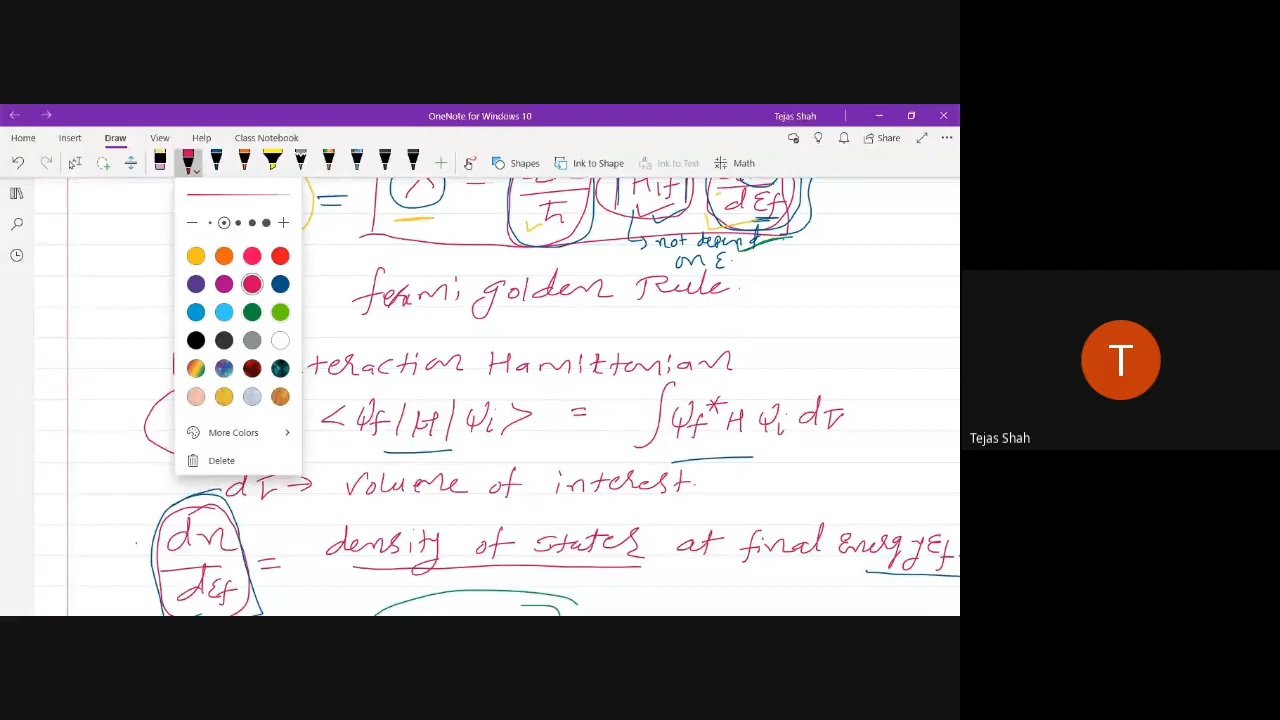 OneNote for Windows 10
Tejas Shah
Home Insert Draw View Help Class Notebook
Share
Shapes Ink to Shape Ink to Text Math
λ = ħ |Hif| dEf
↳ not depend
on E.
fermi golden Rule.
teraction Hamiltonian
<ψf|H|ψi> = ∫ψf* H ψi dτ
More Colors
Delete
dτ → volume of interest.
dn/dEf = density of states at final Energy Ef.
T
Tejas Shah